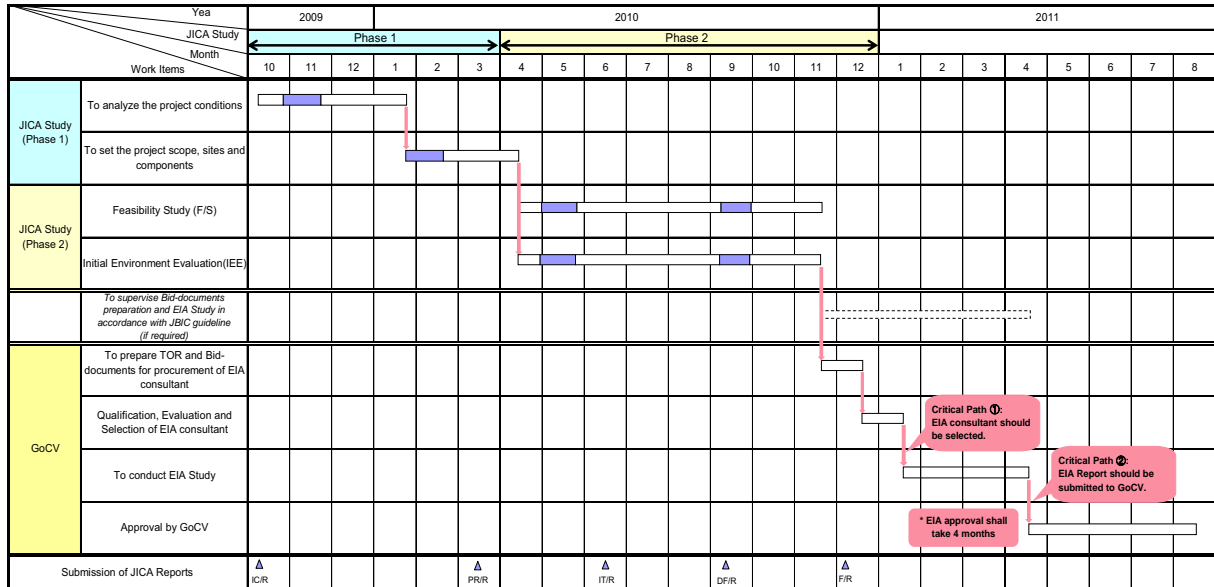 Yea
2009
2010
2011
JICA Study
Phase 1
Phase 2
Month
Work Items
10
11
12
1
2
3
4
5
6
7
8
9
10
11
12
1
2
3
4
5
6
7
8
JICA Study
(Phase 1)
To analyze the project conditions
To set the project scope, sites and
components
JICA Study
(Phase 2)
Feasibility Study (F/S)
Initial Environment Evaluation(IEE)
To supervise Bid-documents
preparation and EIA Study in
accordance with JBIC guideline
(if required)
GoCV
To prepare TOR and Bid-
documents for procurement of EIA
consultant
Qualification, Evaluation and
Selection of EIA consultant
Critical Path ①:
EIA consultant should
be selected.
To conduct EIA Study
Critical Path ②:
EIA Report should be
submitted to GoCV.
Approval by GoCV
* EIA approval shall
take 4 months
Submission of JICA Reports
IC/R
PR/R
IT/R
DF/R
F/R